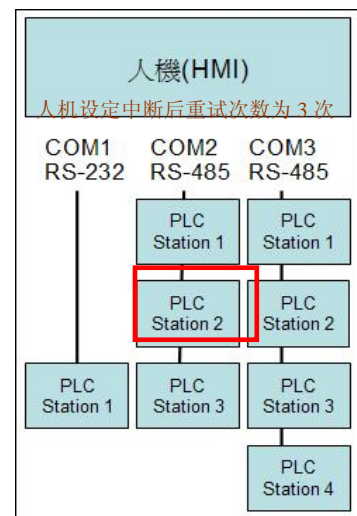 人機(HMI)
人机设定中断后重试次数为 3 次
COM1 COM2 COM3
RS-232 RS-485 RS-485
PLC PLC
Station 1 Station 1
PLC PLC
Station 2 Station 2
PLC PLC PLC
Station 1 Station 3 Station 3
PLC
Station 4